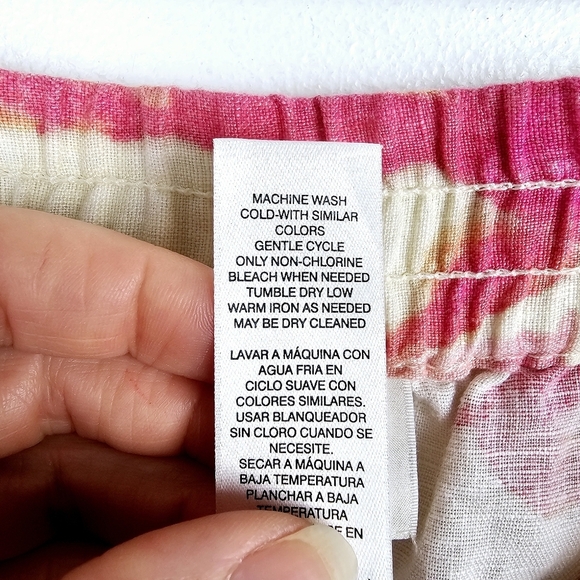 MACHINE WASH
COLD-WITH SIMILAR
COLORS
GENTLE CYCLE
ONLY NON-CHLORINE
BLEACH WHEN NEEDED
TUMBLE DRY LOW
WARM IRON AS NEEDED
MAY BE DRY CLEANED
LAVAR A MÁQUINA CON
AGUA FRIA EN
CICLO SUAVE CON
COLORES SIMILARES.
USAR BLANQUEADOR
SIN CLORO CUANDO SE
NECESITE.
SECAR A MÁQUINA A
BAJA TEMPERATURA
PLANCHAR A BAJA
TEMPERATURA
EN